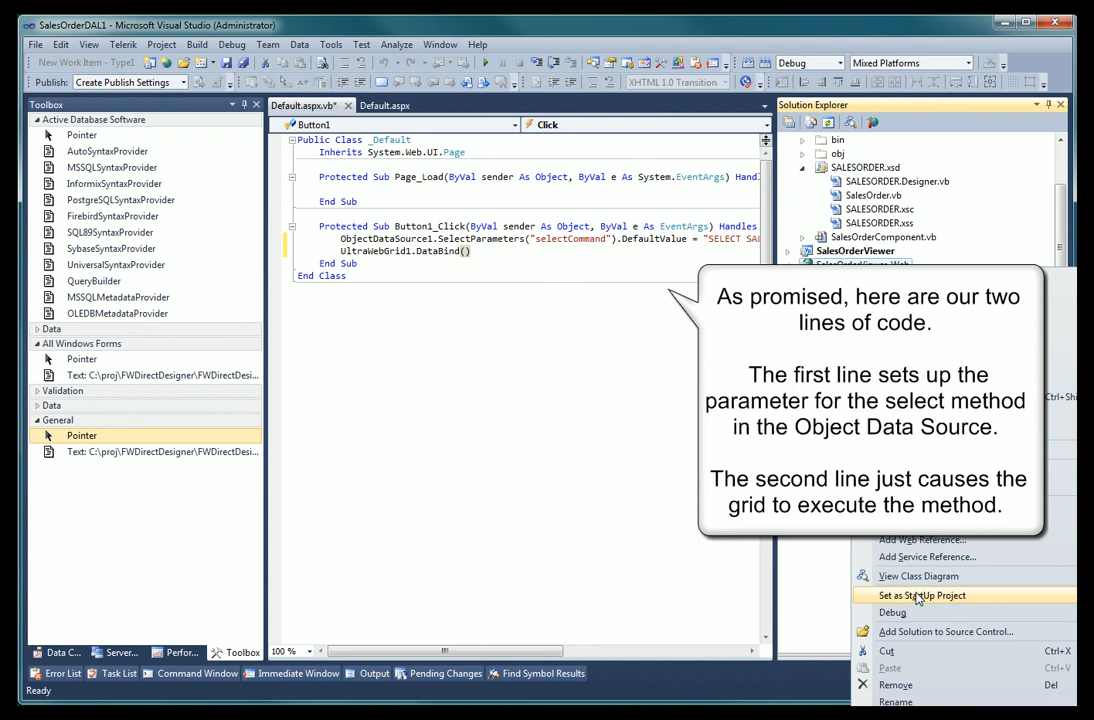 SalesOrderDAL1 - Microsoft Visual Studio (Administrator)
File Edit View Telerik Project Build Debug Team Data Tools Test Analyze Window Help
New Work Item - Type1 Debug Mixed Platforms
Publish: Create Publish Settings XHTML 1.0 Transition
Toolbox
Active Database Software
Pointer
AutoSyntaxProvider
MSSQLSyntaxProvider
InformixSyntaxProvider
PostgreSQLSyntaxProvider
FirebirdSyntaxProvider
SQL89SyntaxProvider
SybaseSyntaxProvider
UniversalSyntaxProvider
QueryBuilder
MSSQLMetadataProvider
OLEDBMetadataProvider
Data
All Windows Forms
Pointer
Text: C:\proj\FWDirectDesigner\FWDirectDesi...
Validation
Data
General
Pointer
Text: C:\proj\FWDirectDesigner\FWDirectDesi...
Data C... Server... Perfor... Toolbox
Default.aspx.vb* Default.aspx
Button1 Click
Public Class _Default
Inherits System.Web.UI.Page
Protected Sub Page_Load(ByVal sender As Object, ByVal e As System.EventArgs) Handl
End Sub
Protected Sub Button1_Click(ByVal sender As Object, ByVal e As EventArgs) Handles
ObjectDataSource1.SelectParameters("selectCommand").DefaultValue = "SELECT SAL
UltraWebGrid1.DataBind()
End Sub
End Class
100 %
Solution Explorer
bin
obj
SALESORDER.xsd
SALESORDER.Designer.vb
SalesOrder.vb
SALESORDER.xsc
SALESORDER.xss
SalesOrderComponent.vb
SalesOrderViewer
SalesOrderViewer.Web
As promised, here are our two
lines of code.
The first line sets up the
parameter for the select method
in the Object Data Source.
The second line just causes the
grid to execute the method.
Ctrl+Shi
Add Web Reference...
Add Service Reference...
View Class Diagram
Set as StartUp Project
Debug
Add Solution to Source Control...
Cut Ctrl+X
Paste Ctrl+V
Remove Del
Rename
Error List Task List Command Window Immediate Window Output Pending Changes Find Symbol Results
Ready